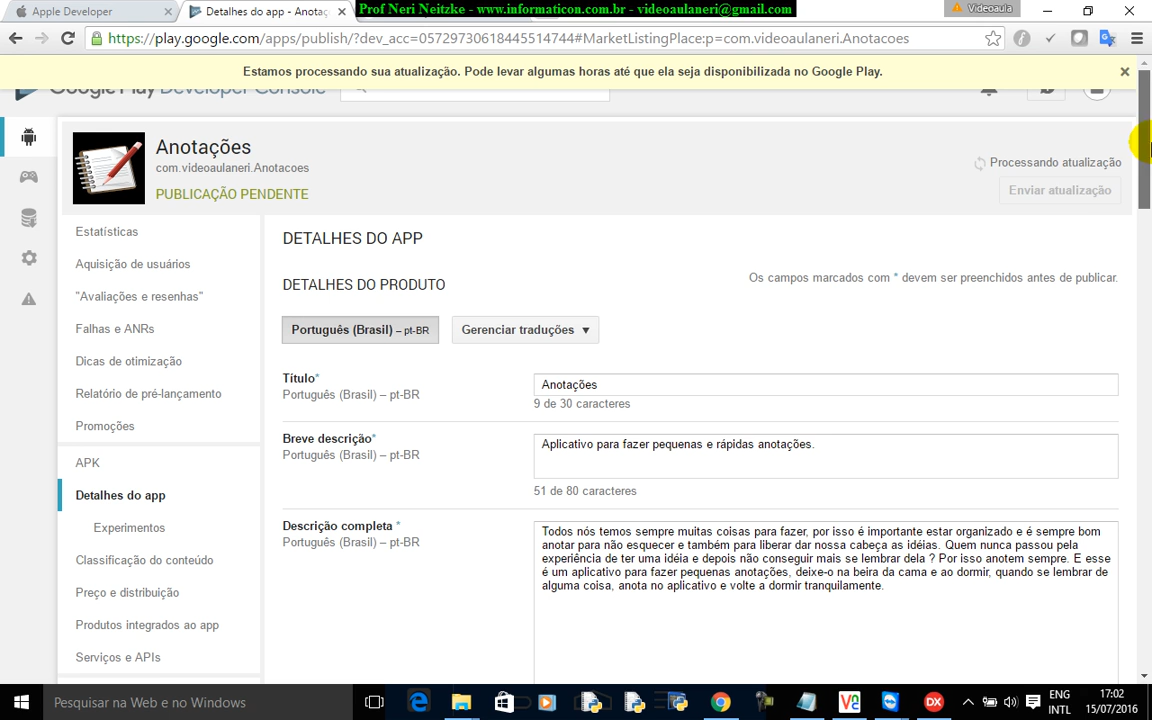 Apple Developer
Detalhes do app - Anotaç
Prof Neri Neitzke - www.informaticon.com.br - videoaulaneri@gmail.com
Videoaula
https://play.google.com/apps/publish/?dev_acc=05729730618445514744#MarketListingPlace:p=com.videoaulaneri.Anotacoes
Estamos processando sua atualização. Pode levar algumas horas até que ela seja disponibilizada no Google Play.
Google Play Developer Console
Anotações
com.videoaulaneri.Anotacoes
PUBLICAÇÃO PENDENTE
Processando atualização
Enviar atualização
Estatísticas
Aquisição de usuários
"Avaliações e resenhas"
Falhas e ANRs
Dicas de otimização
Relatório de pré-lançamento
Promoções
APK
Detalhes do app
Experimentos
Classificação do conteúdo
Preço e distribuição
Produtos integrados ao app
Serviços e APIs
DETALHES DO APP
DETALHES DO PRODUTO
Os campos marcados com * devem ser preenchidos antes de publicar.
Português (Brasil) – pt-BR
Gerenciar traduções
Título*
Português (Brasil) – pt-BR
Anotações
9 de 30 caracteres
Breve descrição*
Português (Brasil) – pt-BR
Aplicativo para fazer pequenas e rápidas anotações.
51 de 80 caracteres
Descrição completa *
Português (Brasil) – pt-BR
Todos nós temos sempre muitas coisas para fazer, por isso é importante estar organizado e é sempre bom
anotar para não esquecer e também para liberar dar nossa cabeça as idéias. Quem nunca passou pela
experiência de ter uma idéia e depois não conseguir mais se lembrar dela ? Por isso anotem sempre. E esse
é um aplicativo para fazer pequenas anotações, deixe-o na beira da cama e ao dormir, quando se lembrar de
alguma coisa, anota no aplicativo e volte a dormir tranquilamente.
Pesquisar na Web e no Windows
ENG
INTL
17:02
15/07/2016